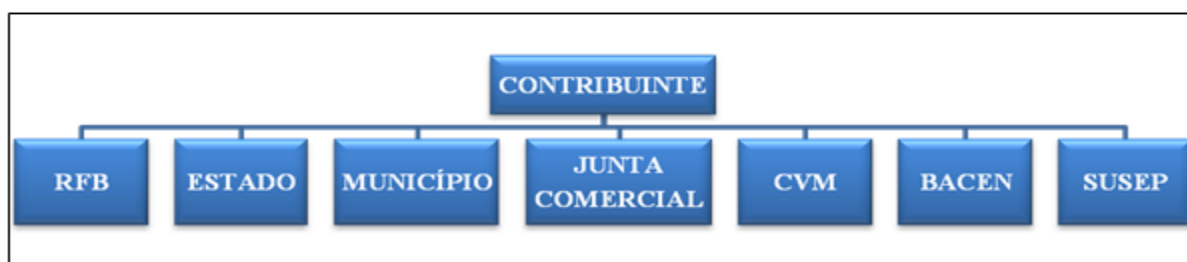 CONTRIBUINTE
RFB
ESTADO
MUNICÍPIO
JUNTA
COMERCIAL
CVM
BACEN
SUSEP